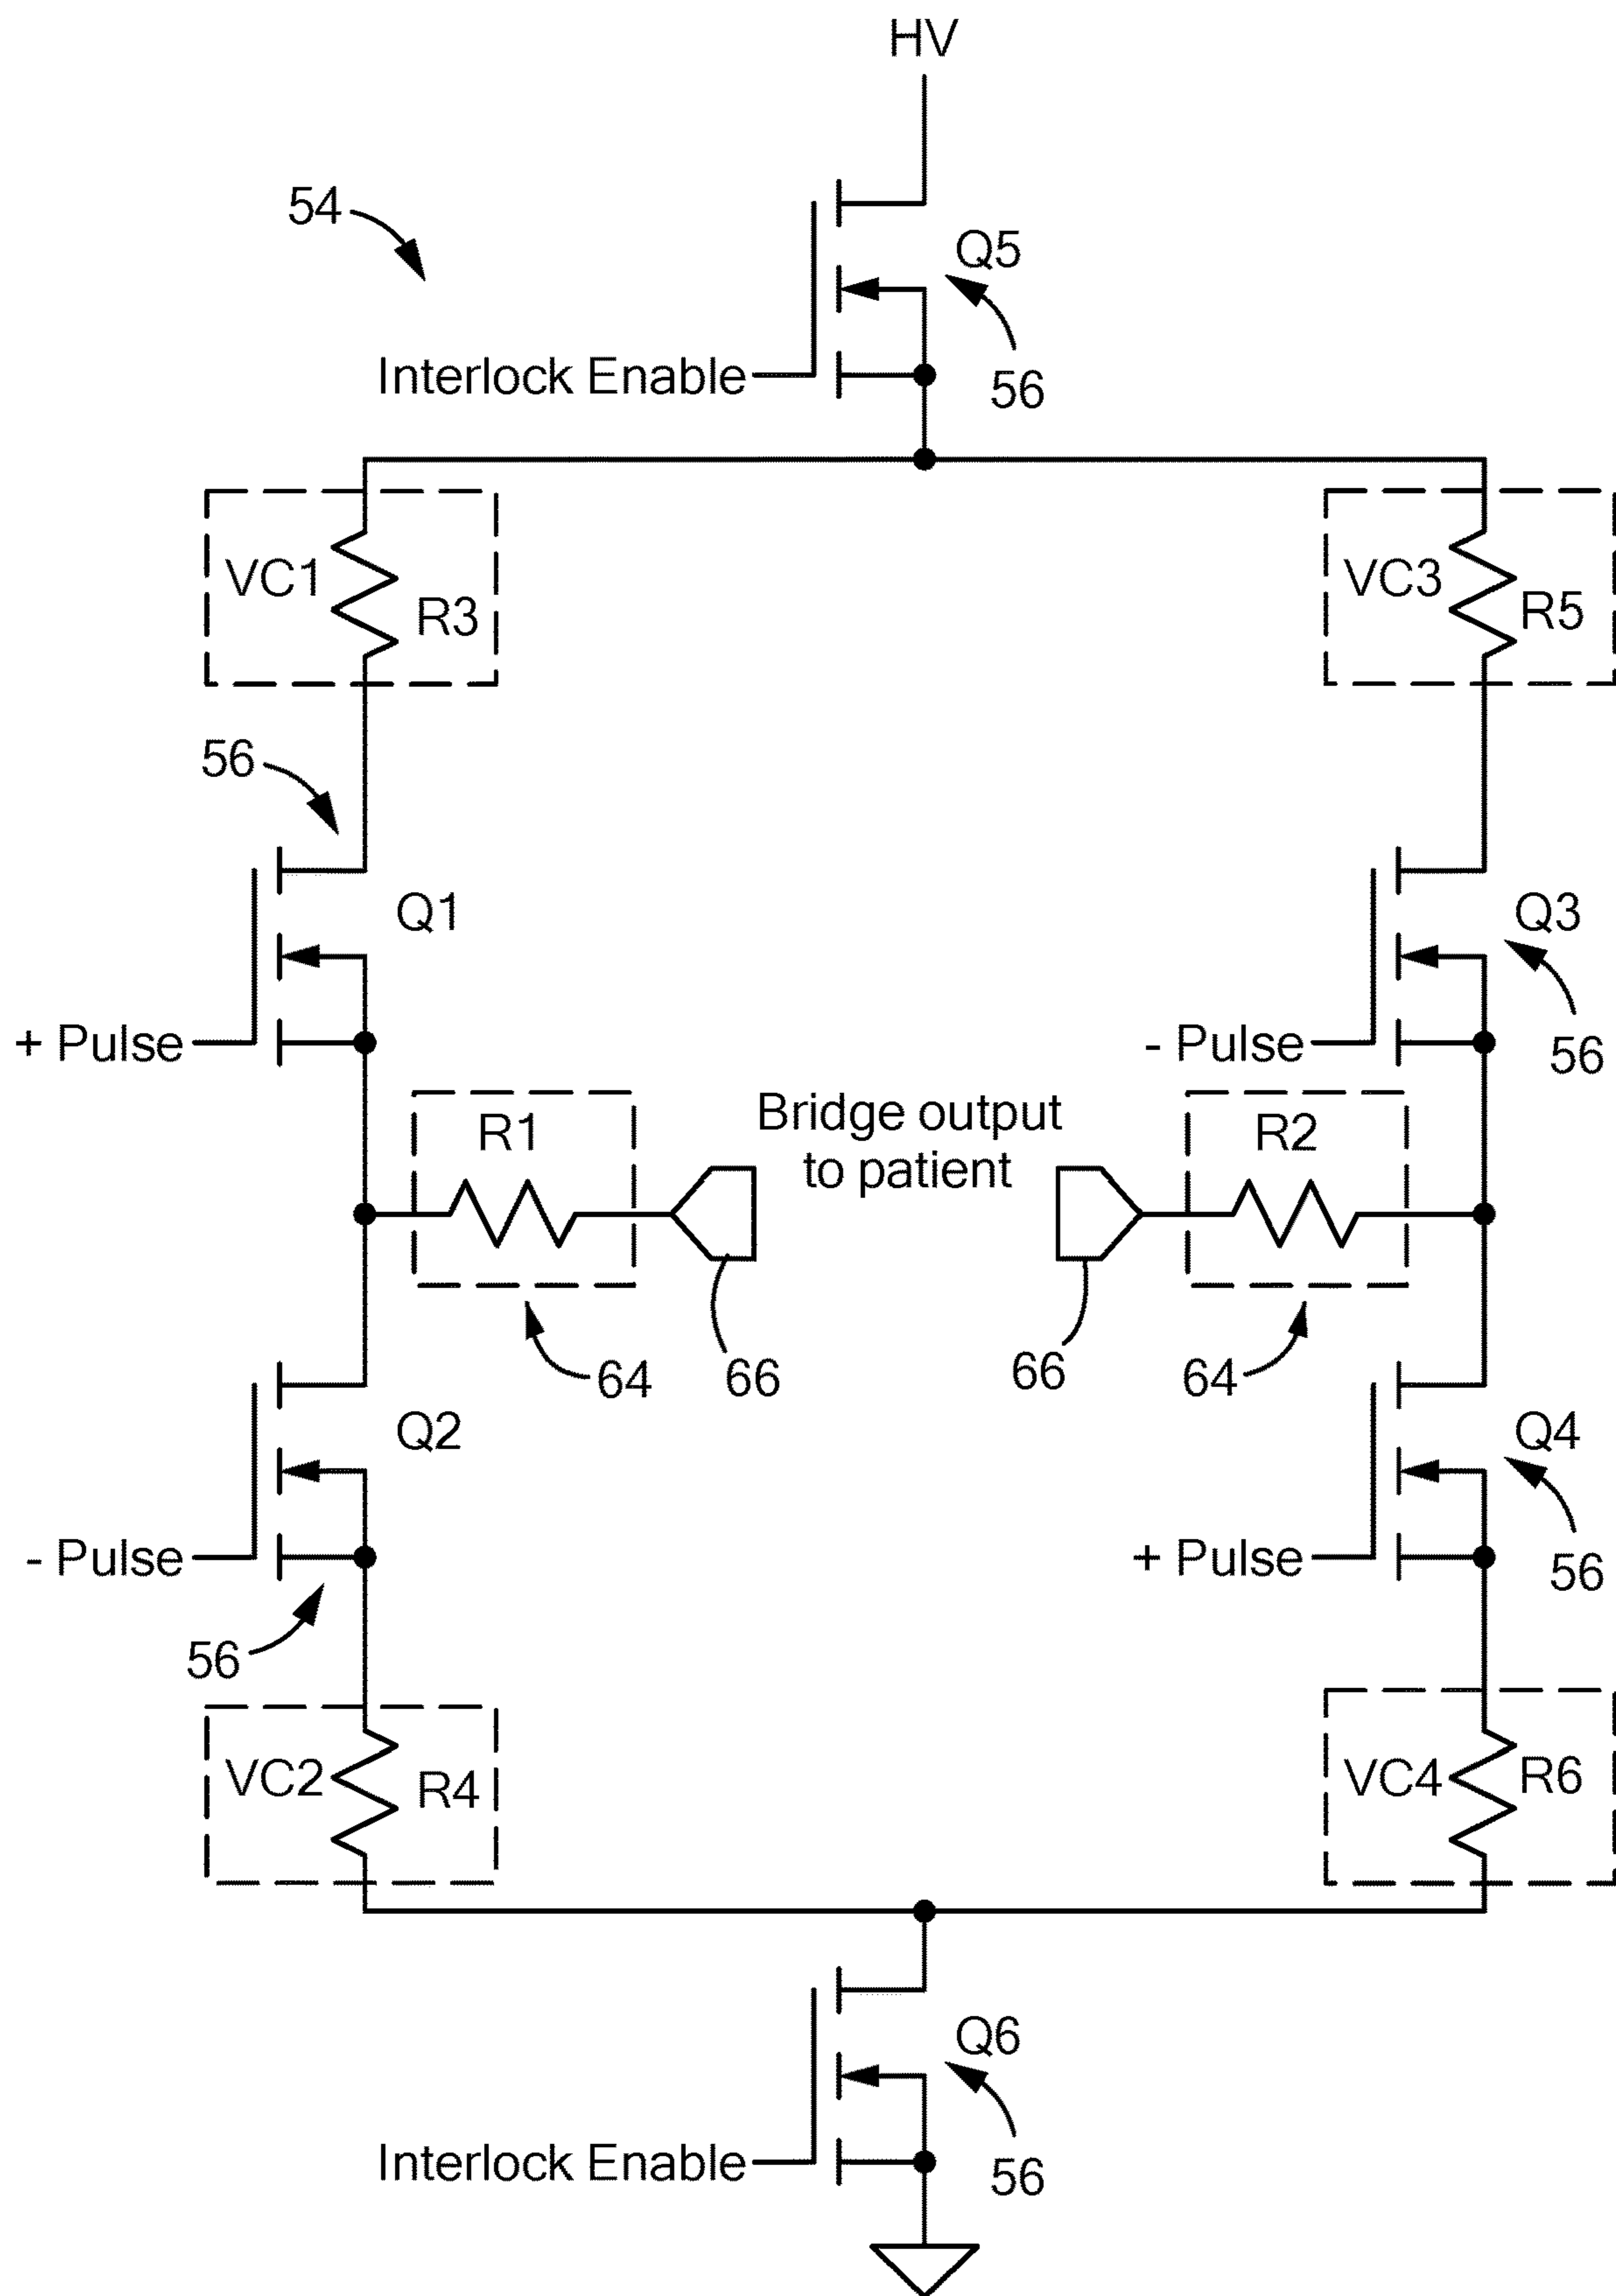 HV
54
Q5
Interlock Enable
56
VC1
R3
VC3
R5
56
Q1
Q3
+ Pulse
- Pulse
56
R1
Bridge output
to patient
R2
64
66
66
64
Q2
Q4
- Pulse
+ Pulse
56
56
VC2
R4
VC4
R6
Q6
Interlock Enable
56